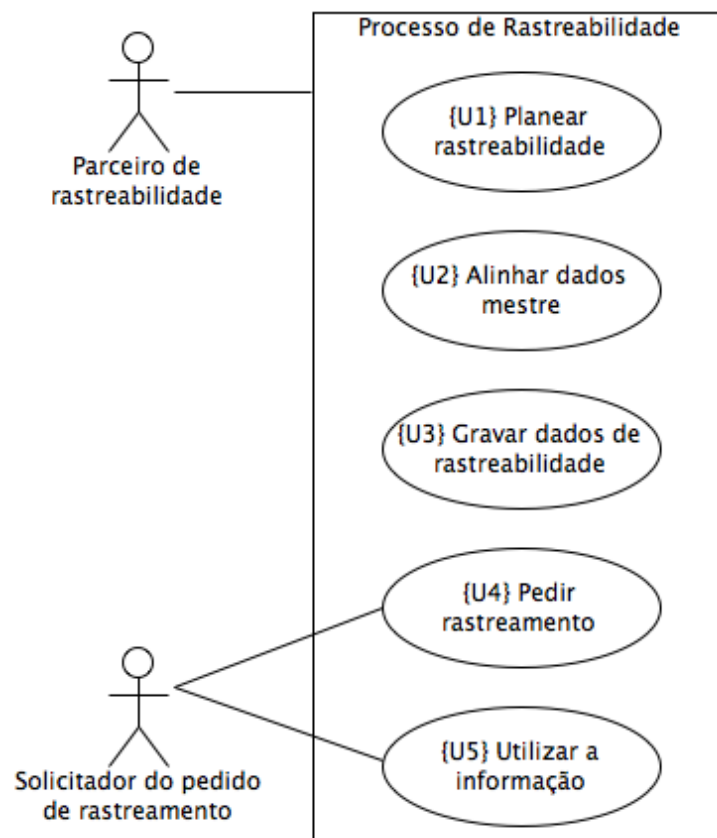 Processo de Rastreabilidade
Parceiro de
rastreabilidade
{U1} Planear
rastreabilidade
{U2} Alinhar dados
mestre
{U3} Gravar dados de
rastreabilidade
{U4} Pedir
rastreamento
Solicitador do pedido
de rastreamento
{U5} Utilizar a
informação